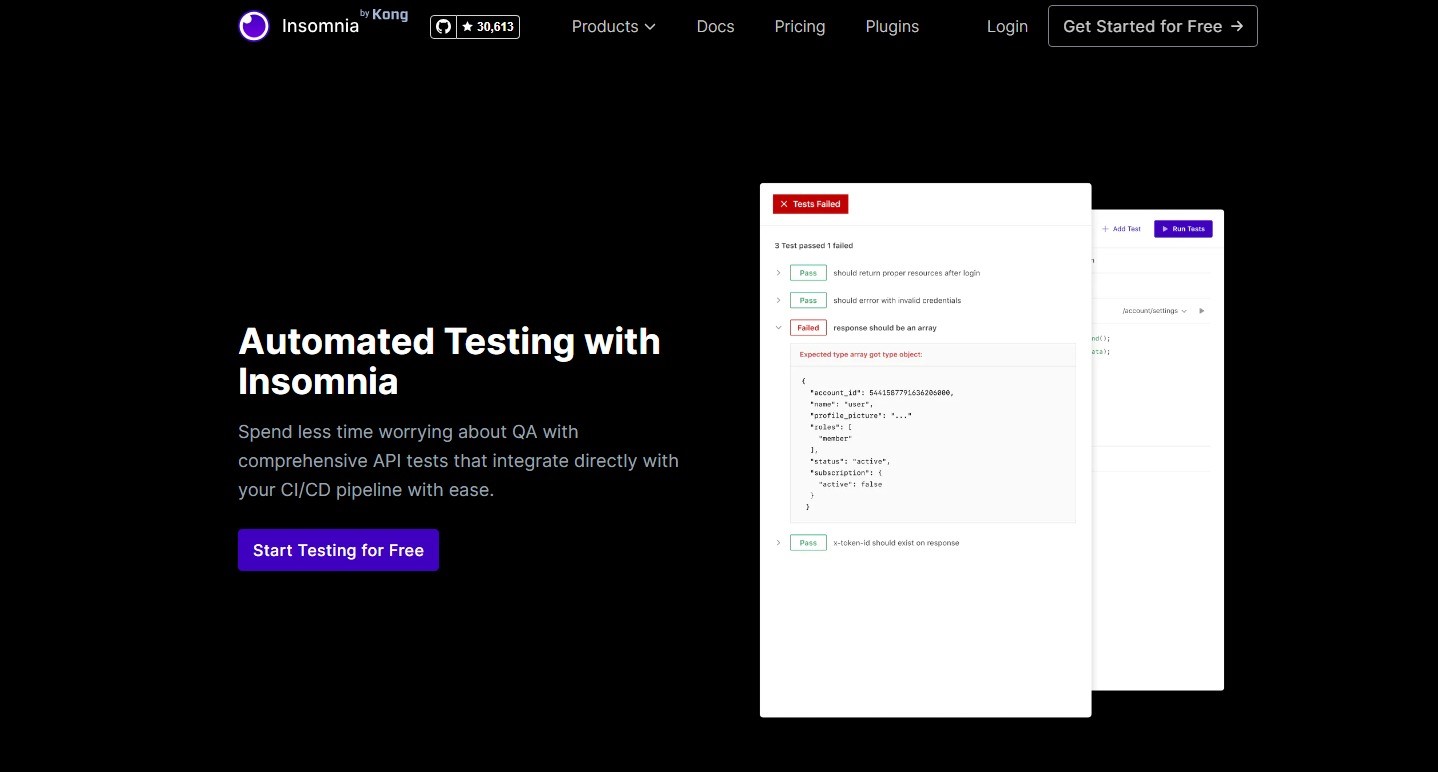 Insomnia by Kong
30,613
Products
Docs
Pricing
Plugins
Login
Get Started for Free →
Automated Testing with
Insomnia
Spend less time worrying about QA with
comprehensive API tests that integrate directly with
your CI/CD pipeline with ease.
Start Testing for Free
Tests Failed
3 Test passed 1 failed
Pass should return proper resources after login
Pass should errror with invalid credentials
Failed response should be an array
Expected type array got type object:
{
"account_id": 5441587791636206000,
"name": "user",
"profile_picture": "..."
"roles": [
"member"
],
"status": "active",
"subscription": {
"active": false
}
}
Pass x-token-id should exist on response
+ Add Test
Run Tests
n
/account/settings
nd();
ata);